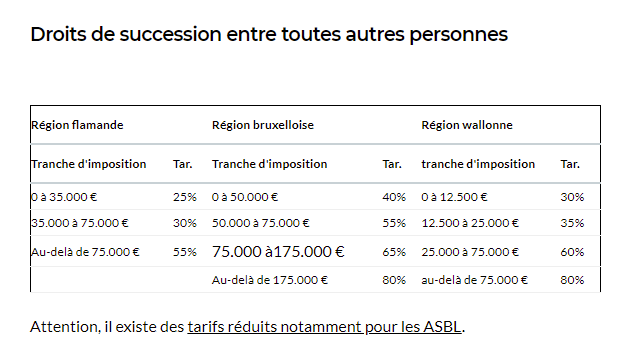 Droits de succession entre toutes autres personnes
Région flamande Région bruxelloise Région wallonne
Tranche d'imposition Tar. Tranche d'imposition Tar. tranche d'imposition Tar.
0 à 35.000 € 25% 0 à 50.000 € 40% 0 à 12.500 € 30%
35.000 à 75.000 € 30% 50.000 à 75.000 € 55% 12.500 à 25.000 € 35%
Au-delà de 75.000 € 55% 75.000 à175.000 € 65% 25.000 à 75.000 € 60%
Au-delà de 175.000 € 80% au-delà de 75.000 € 80%
Attention, il existe des tarifs réduits notamment pour les ASBL.